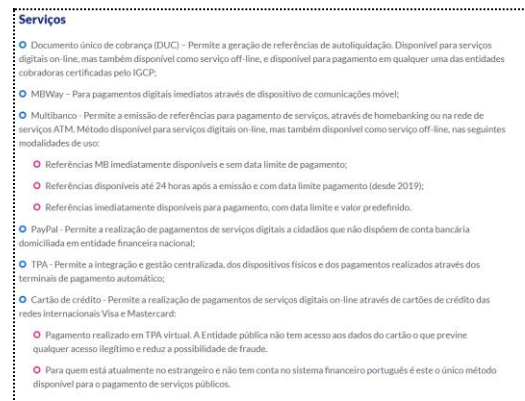 Serviços
Documento único de cobrança (DUC) – Permite a geração de referências de autoliquidação. Disponível para serviços
digitais on-line, mas também disponível como serviço off-line, e disponível para pagamento em qualquer uma das entidades
cobradoras certificadas pelo IGCP;
MBWay – Para pagamentos digitais imediatos através de dispositivo de comunicações móvel;
Multibanco - Permite a emissão de referências para pagamento de serviços, através de homebanking ou na rede de
serviços ATM. Método disponível para serviços digitais on-line, mas também disponível como serviço off-line, nas seguintes
modalidades de uso:
Referências MB imediatamente disponíveis e sem data limite de pagamento;
Referências disponíveis até 24 horas após a emissão e com data limite pagamento (desde 2019);
Referências imediatamente disponíveis para pagamento, com data limite e valor predefinido.
PayPal - Permite a realização de pagamentos de serviços digitais a cidadãos que não dispõem de conta bancária
domiciliada em entidade financeira nacional;
TPA - Permite a integração e gestão centralizada, dos dispositivos físicos e dos pagamentos realizados através dos
terminais de pagamento automático;
Cartão de crédito - Permite a realização de pagamentos de serviços digitais on-line através de cartões de crédito das
redes internacionais Visa e Mastercard:
Pagamento realizado em TPA virtual. A Entidade pública não tem acesso aos dados do cartão o que previne
qualquer acesso ilegítimo e reduz a possibilidade de fraude.
Para quem está atualmente no estrangeiro e não tem conta no sistema financeiro português é este o único método
disponível para o pagamento de serviços públicos.